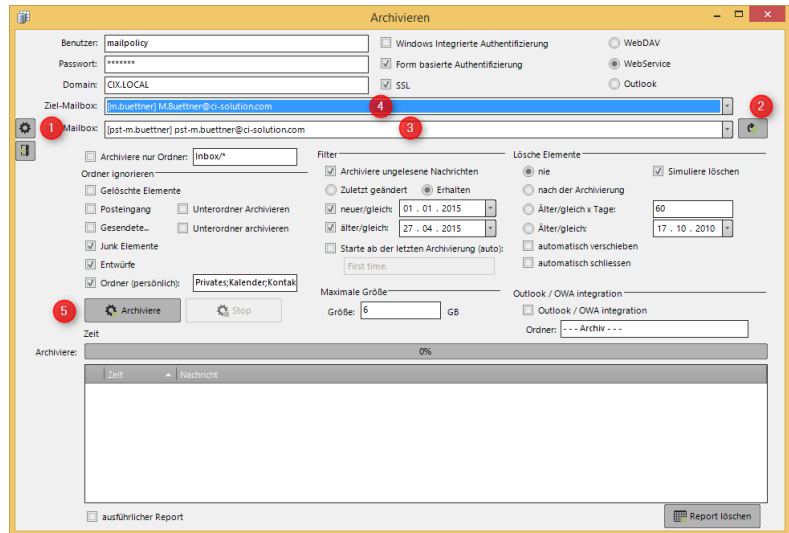 Archivieren
Benutzer: mailpolicy Windows Integrierte Authentifizierung WebDAV
Passwort: ******* Form basierte Authentifizierung WebService
Domain: CIX.LOCAL SSL Outlook
Ziel-Mailbox: [m.buettner] M.Buettner@ci-solution.com 4 2
1 Mailbox: [pst-m.buettner] pst-m.buettner@ci-solution.com 3
Archiviere nur Ordner: Inbox/*
Ordner ignorieren
Gelöschte Elemente
Posteingang Unterordner Archivieren
Gesendete... Unterordner archivieren
Junk Elemente
Entwürfe
Ordner (persönlich): Privates;Kalender;Kontak
Filter
Archiviere ungelesene Nachrichten
Zuletzt geändert Erhalten
neuer/gleich: 01 . 01 . 2015
älter/gleich: 27 . 04 . 2015
Starte ab der letzten Archivierung (auto):
First time.
Maximale Größe
Größe: 6 GB
Lösche Elemente
nie Simuliere löschen
nach der Archivierung
Älter/gleich x Tage: 60
Älter/gleich: 17 . 10 . 2010
automatisch verschieben
automatisch schliessen
Outlook / OWA integration
Outlook / OWA integration
Ordner: - - - Archiv - - -
5 Archiviere Stop
Zeit
Archiviere: 0%
Zeit Nachricht
ausführlicher Report Report löschen